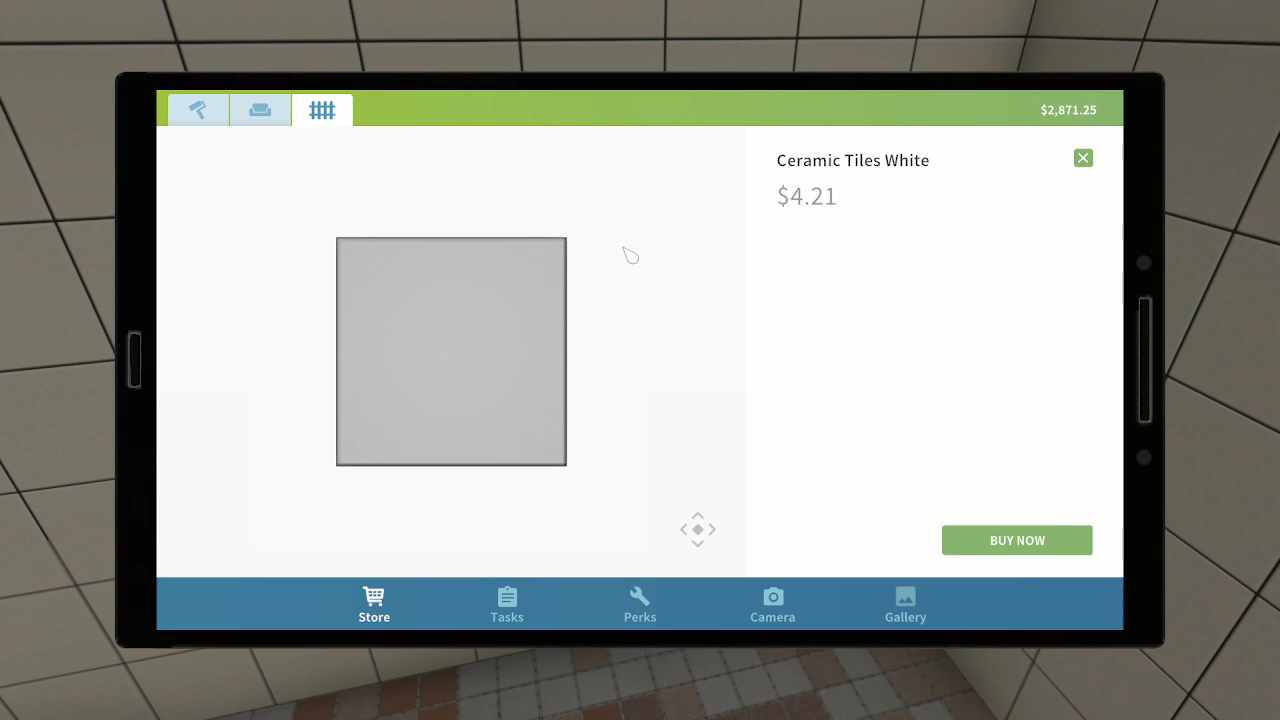 $2,871.25
Ceramic Tiles White
$4.21
BUY NOW
Store
Tasks
Perks
Camera
Gallery